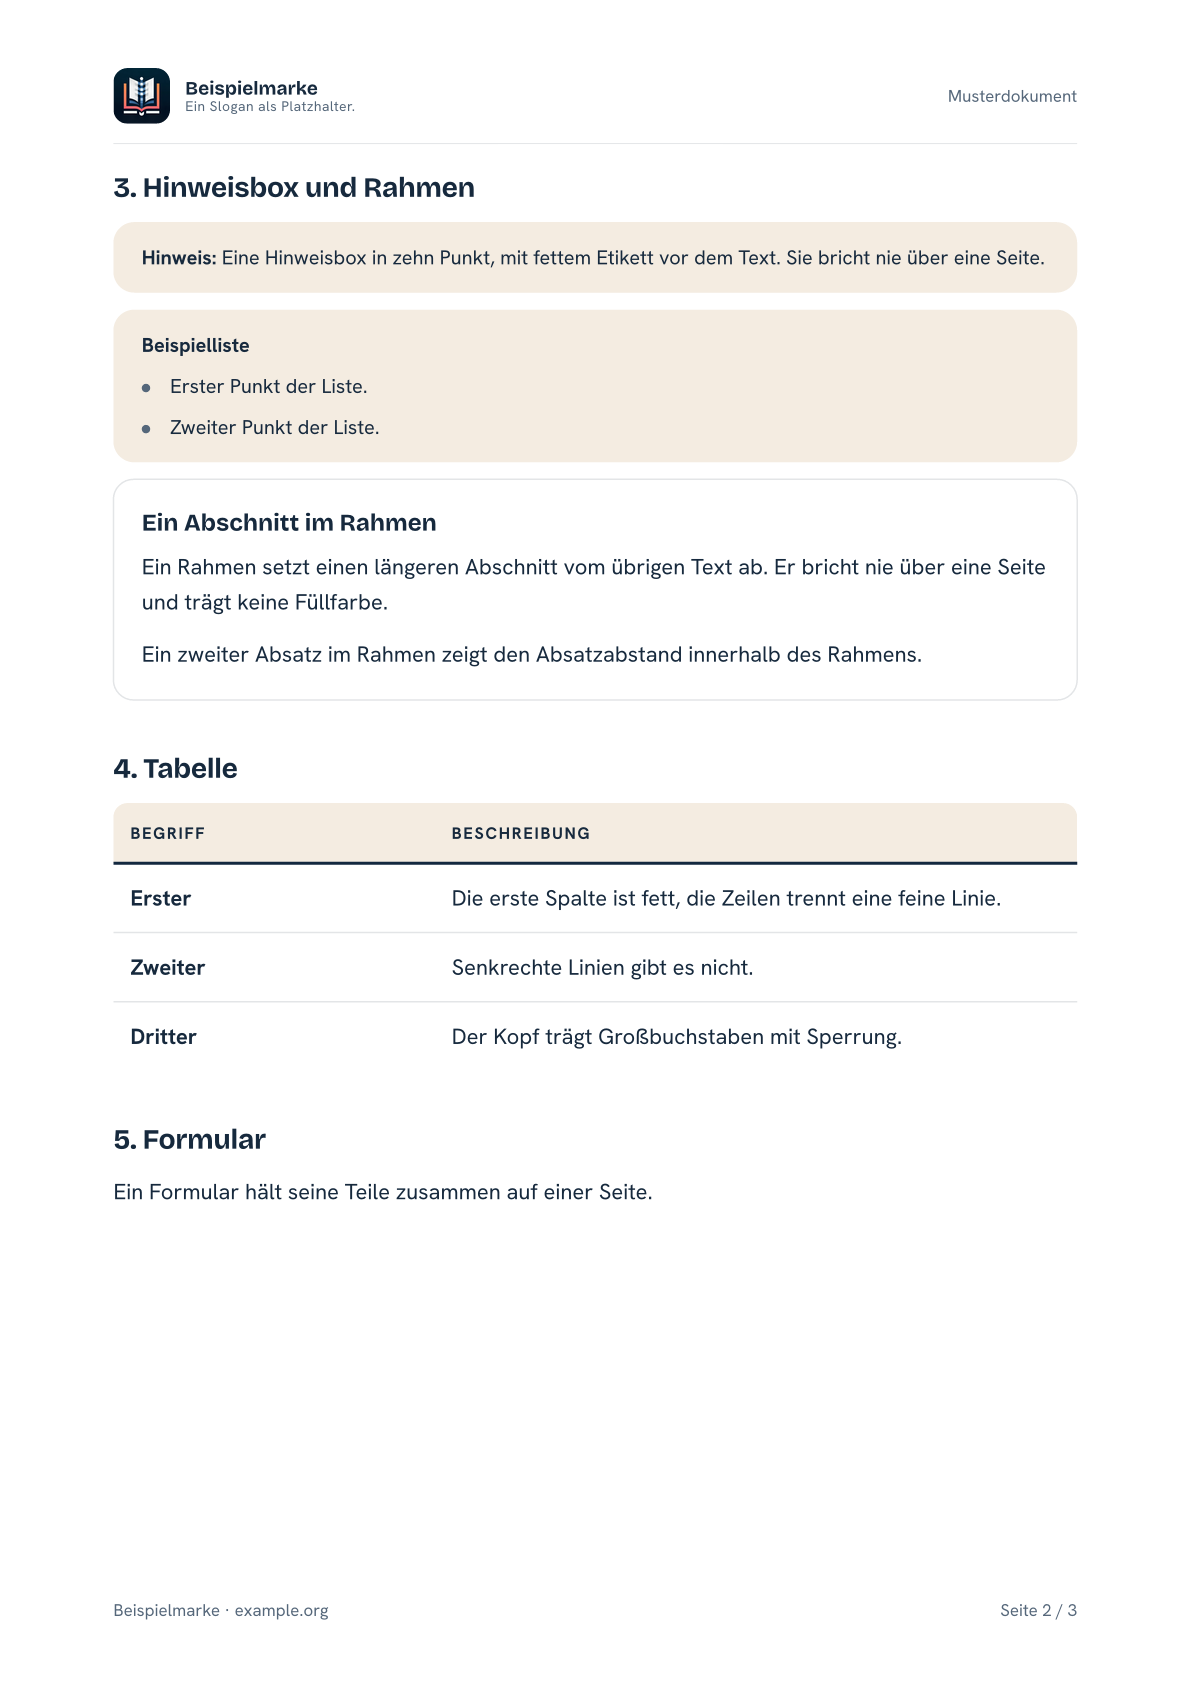 Beispielmarke
Ein Slogan als Platzhalter.
Musterdokument
3. Hinweisbox und Rahmen
Hinweis: Eine Hinweisbox in zehn Punkt, mit fettem Etikett vor dem Text. Sie bricht nie über eine Seite.
Beispielliste
• Erster Punkt der Liste.
• Zweiter Punkt der Liste.
Ein Abschnitt im Rahmen
Ein Rahmen setzt einen längeren Abschnitt vom übrigen Text ab. Er bricht nie über eine Seite
und trägt keine Füllfarbe.
Ein zweiter Absatz im Rahmen zeigt den Absatzabstand innerhalb des Rahmens.
4. Tabelle
BEGRIFF BESCHREIBUNG
Erster Die erste Spalte ist fett, die Zeilen trennt eine feine Linie.
Zweiter Senkrechte Linien gibt es nicht.
Dritter Der Kopf trägt Großbuchstaben mit Sperrung.
5. Formular
Ein Formular hält seine Teile zusammen auf einer Seite.
Beispielmarke · example.org
Seite 2 / 3